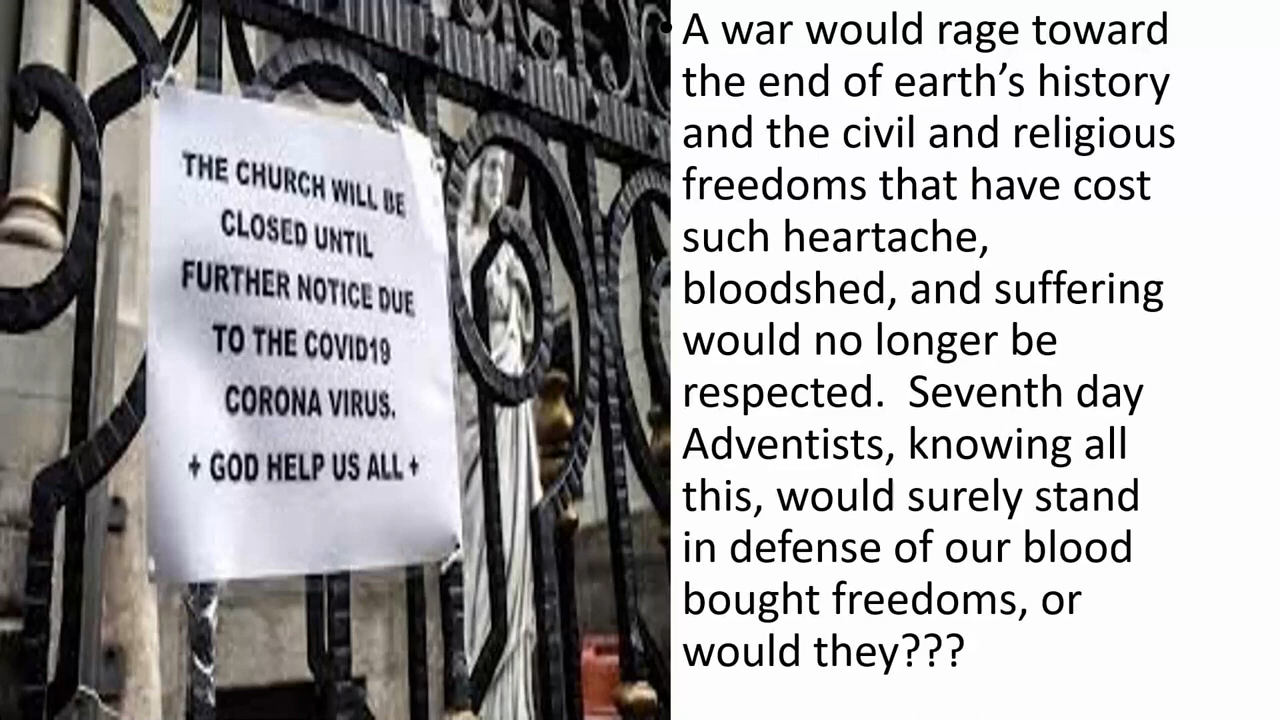 THE CHURCH WILL BE
CLOSED UNTIL
FURTHER NOTICE DUE
TO THE COVID19
CORONA VIRUS.
+ GOD HELP US ALL +
• A war would rage toward
the end of earth’s history
and the civil and religious
freedoms that have cost
such heartache,
bloodshed, and suffering
would no longer be
respected.  Seventh day
Adventists, knowing all
this, would surely stand
in defense of our blood
bought freedoms, or
would they???